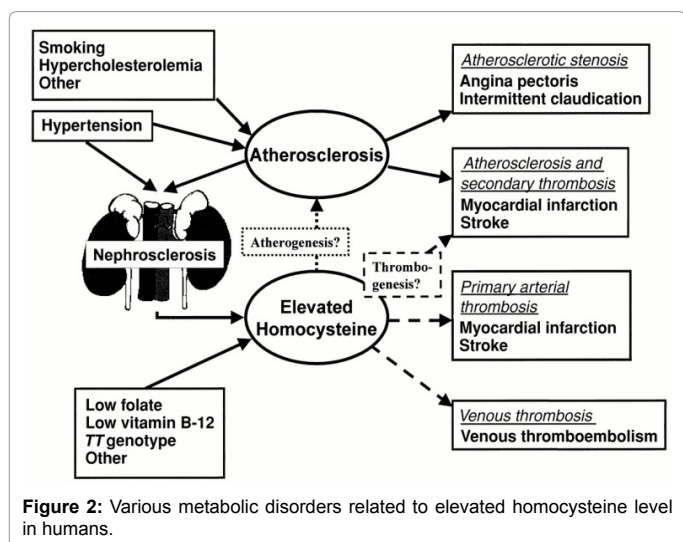 Smoking
Hypercholesterolemia
Other
Hypertension
Nephrosclerosis
Atherosclerosis
Atherogenesis?
Thrombo-
genesis?
Elevated
Homocysteine
Low folate
Low vitamin B-12
TT genotype
Other
Atherosclerotic stenosis
Angina pectoris
Intermittent claudication
Atherosclerosis and
secondary thrombosis
Myocardial infarction
Stroke
Primary arterial
thrombosis
Myocardial infarction
Stroke
Venous thrombosis
Venous thromboembolism
Figure 2: Various metabolic disorders related to elevated homocysteine level
in humans.